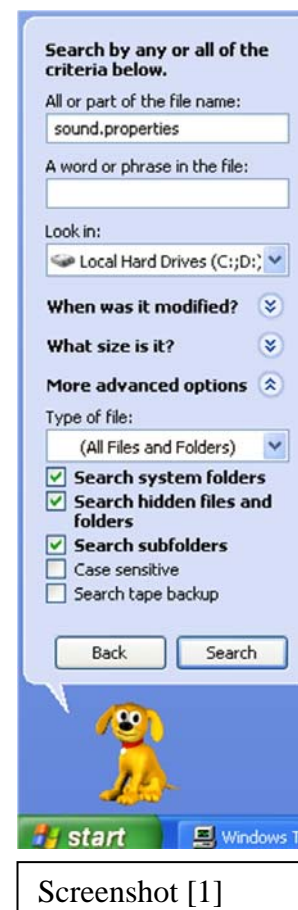 Search by any or all of the
criteria below.
All or part of the file name:
sound.properties
A word or phrase in the file:
Look in:
Local Hard Drives (C:;D:;
When was it modified?
What size is it?
More advanced options
Type of file:
(All Files and Folders)
Search system folders
Search hidden files and
folders
Search subfolders
Case sensitive
Search tape backup
Back Search
start Windows T
Screenshot [1]